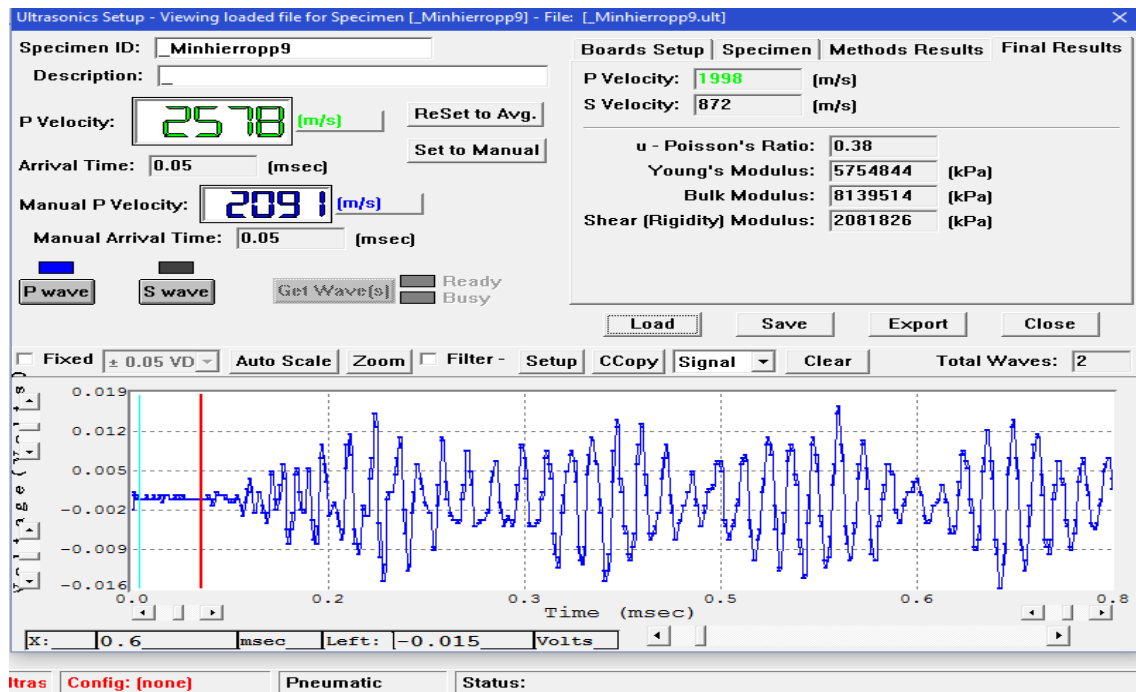 Ultrasonics Setup - Viewing loaded file for Specimen [_Minhierropp9] - File: [_Minhierropp9.ult]
Specimen ID: _Minhierropp9
Description: _
P Velocity: 2578 (m/s) ReSet to Avg.
Set to Manual
Arrival Time: 0.05 (msec)
Manual P Velocity: 2091 (m/s)
Manual Arrival Time: 0.05 (msec)
P wave S wave Get Wave(s) Ready
Busy
Boards Setup Specimen Methods Results Final Results
P Velocity: 1998 (m/s)
S Velocity: 872 (m/s)
u - Poisson's Ratio: 0.38
Young's Modulus: 5754844 (kPa)
Bulk Modulus: 8139514 (kPa)
Shear (Rigidity) Modulus: 2081826 (kPa)
Load Save Export Close
Fixed ± 0.05 VD Auto Scale Zoom Filter - Setup CCopy Signal Clear Total Waves: 2
0.019
0.012
0.005
-0.002
-0.009
-0.016
0.0 0.2 0.3 0.5 0.6 0.8
Time (msec)
X: 0.6 msec Left: -0.015 Volts
ltras Config: (none) Pneumatic Status: